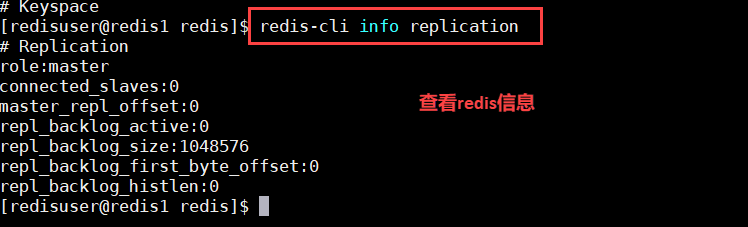 # Keyspace
[redisuser@redis1 redis]$ redis-cli info replication
# Replication
role:master
connected_slaves:0
master_repl_offset:0
查看redis信息
repl_backlog_active:0
repl_backlog_size:1048576
repl_backlog_first_byte_offset:0
repl_backlog_histlen:0
[redisuser@redis1 redis]$